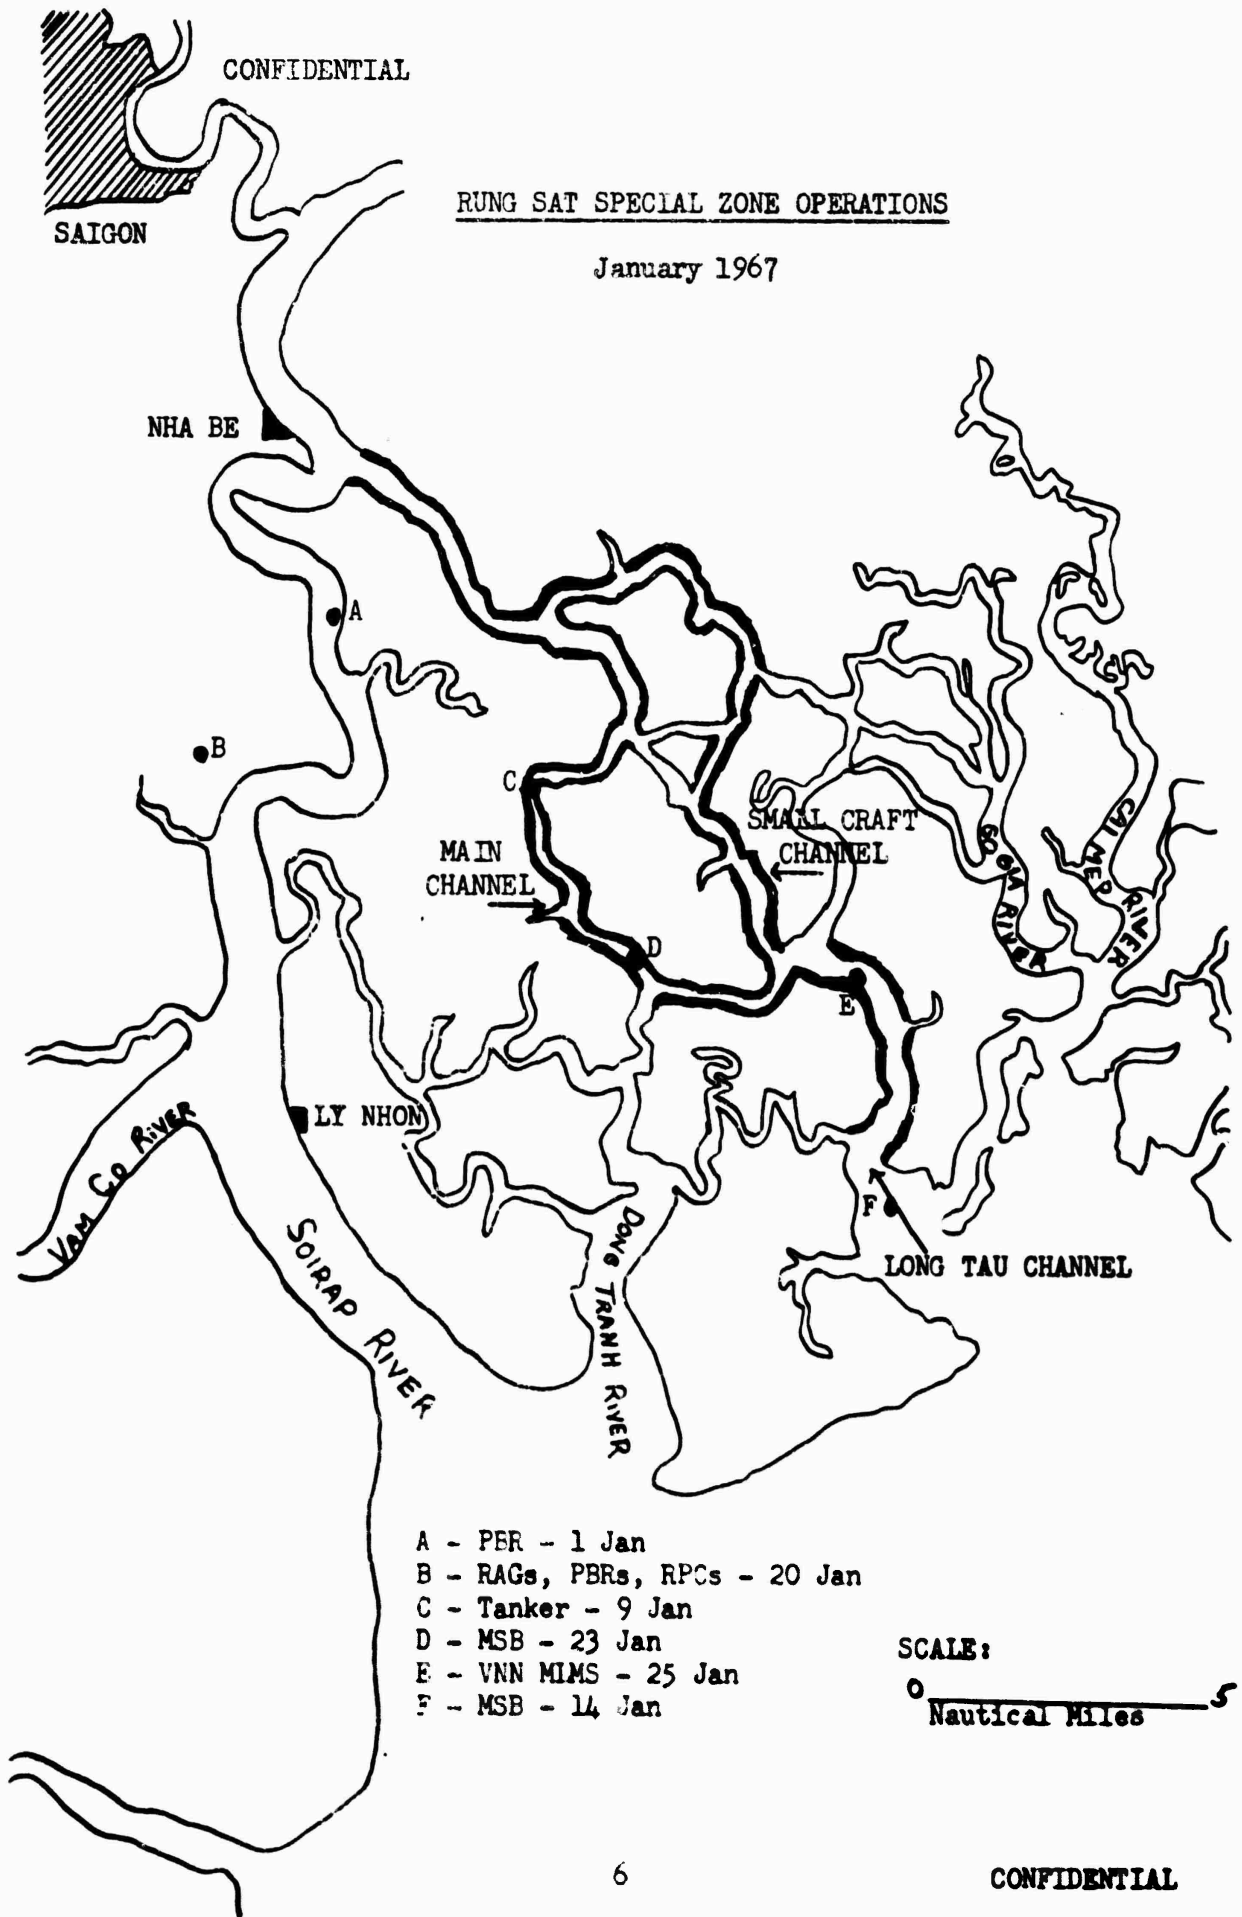 CONFIDENTIAL
RUNG SAT SPECIAL ZONE OPERATIONS
SAIGON
January 1967
NHA BE
A
B
C
SMALL CRAFT
CHANNEL
MAIN
CHANNEL
GO GIA RIVER
CAI MEP RIVER
D
E
LY NHON
VAM CO RIVER
F
SOIRAP RIVER
DONG TRANH RIVER
LONG TAU CHANNEL
A - PBR - 1 Jan
B - RAGs, PBRs, RPCs - 20 Jan
C - Tanker - 9 Jan
D - MSB - 23 Jan
E - VNN MIMS - 25 Jan
F - MSB - 14 Jan
SCALE:
0 5
Nautical Miles
6
CONFIDENTIAL